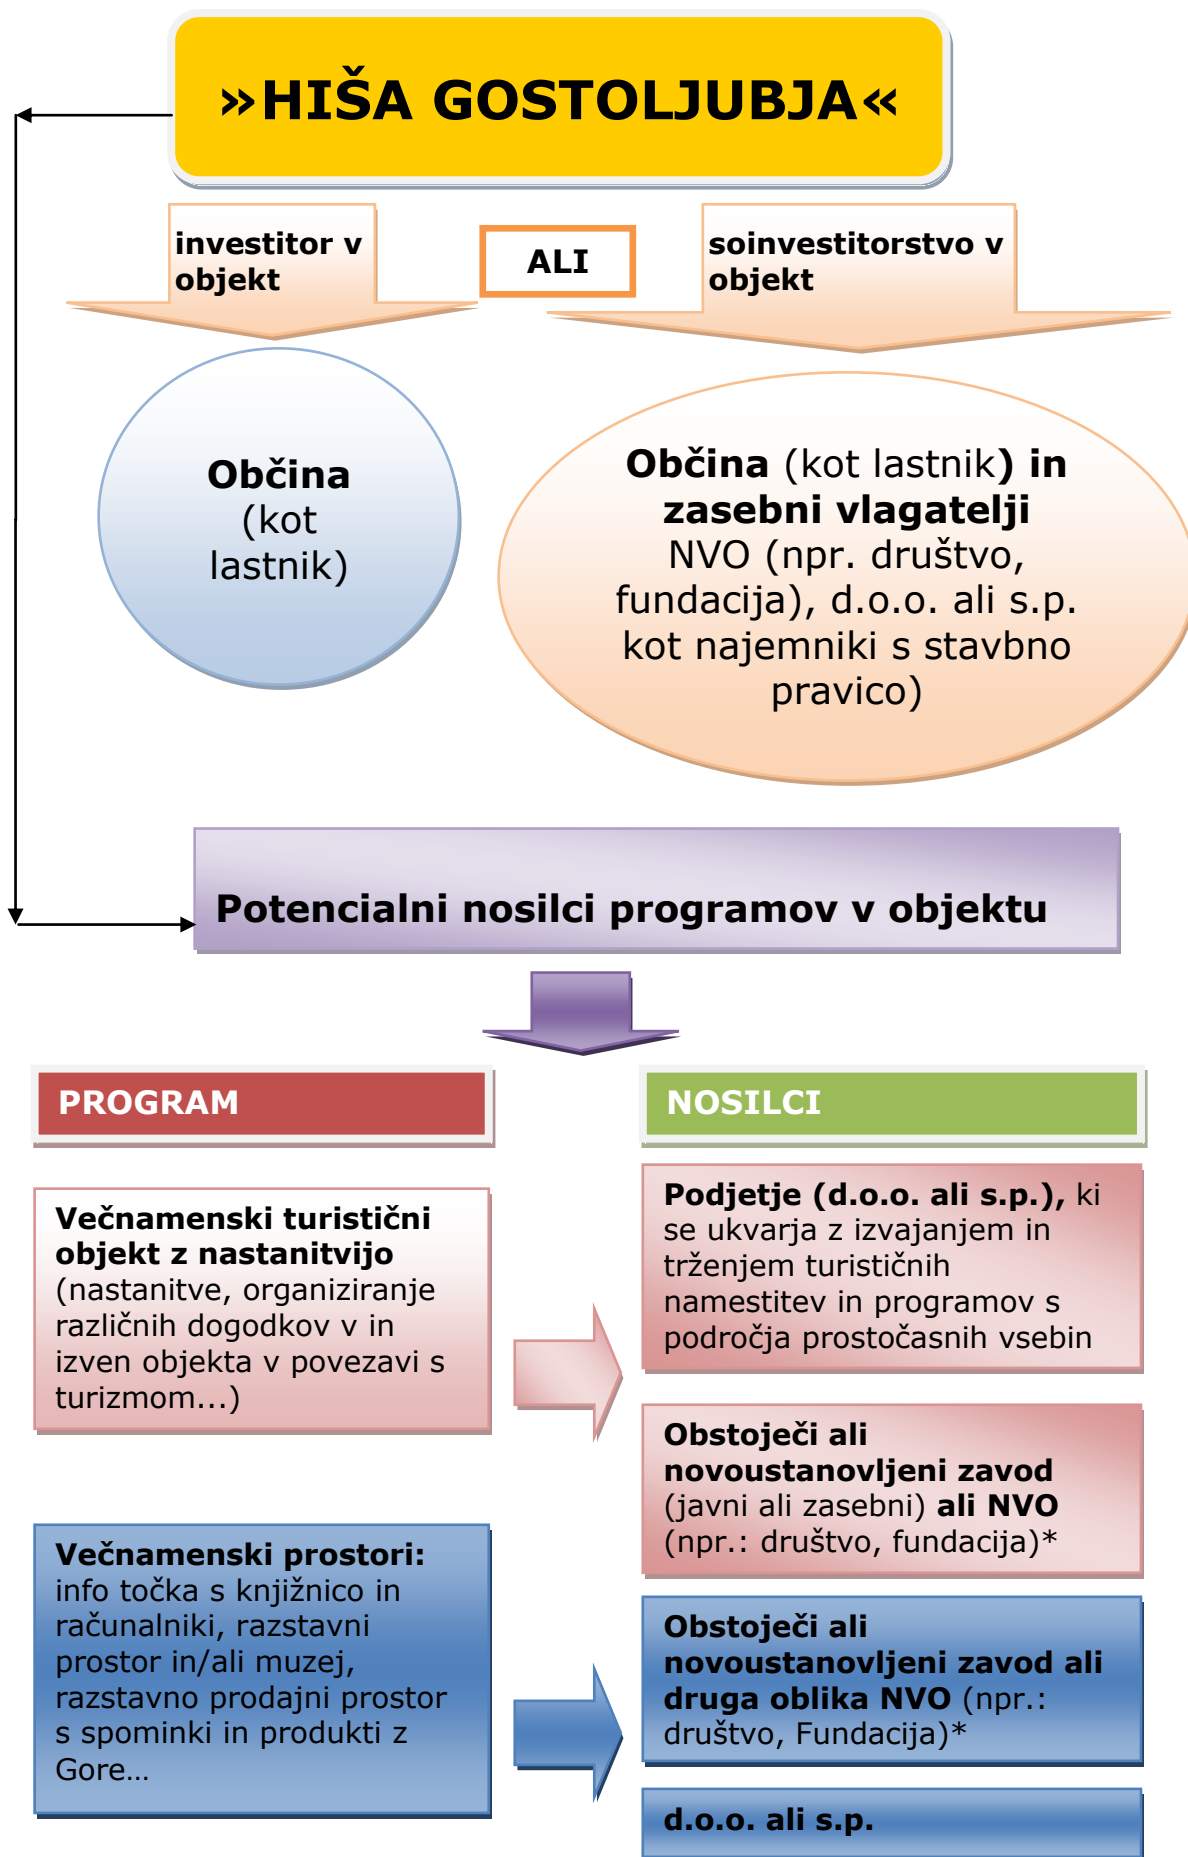 »HIŠA GOSTOLJUBJA«
investitor v
objekt
ALI
soinvestitorstvo v
objekt
Občina
(kot
lastnik)
Občina (kot lastnik) in
zasebni vlagatelji
NVO (npr. društvo,
fundacija), d.o.o. ali s.p.
kot najemniki s stavbno
pravico)
Potencialni nosilci programov v objektu
PROGRAM
NOSILCI
Večnamenski turistični
objekt z nastanitvijo
(nastanitve, organiziranje
različnih dogodkov v in
izven objekta v povezavi s
turizmom...)
Podjetje (d.o.o. ali s.p.), ki
se ukvarja z izvajanjem in
trženjem turističnih
namestitev in programov s
področja prostočasnih vsebin
Obstoječi ali
novoustanovljeni zavod
(javni ali zasebni) ali NVO
(npr.: društvo, fundacija)*
Večnamenski prostori:
info točka s knjižnico in
računalniki, razstavni
prostor in/ali muzej,
razstavno prodajni prostor
s spominki in produkti z
Gore…
Obstoječi ali
novoustanovljeni zavod ali
druga oblika NVO (npr.:
društvo, Fundacija)*
d.o.o. ali s.p.